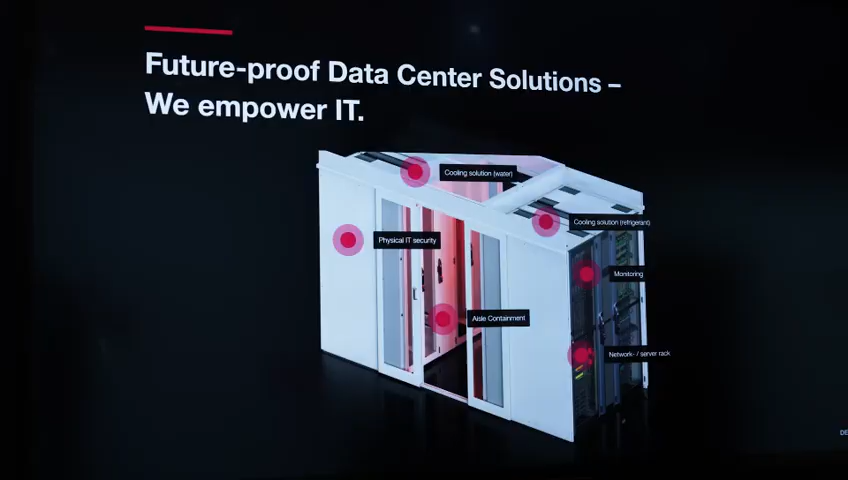 Future-proof Data Center Solutions –
We empower IT.
Cooling solution (water)
Cooling solution (refrigerant)
Physical IT security
Monitoring
Aisle Containment
Network- / server rack